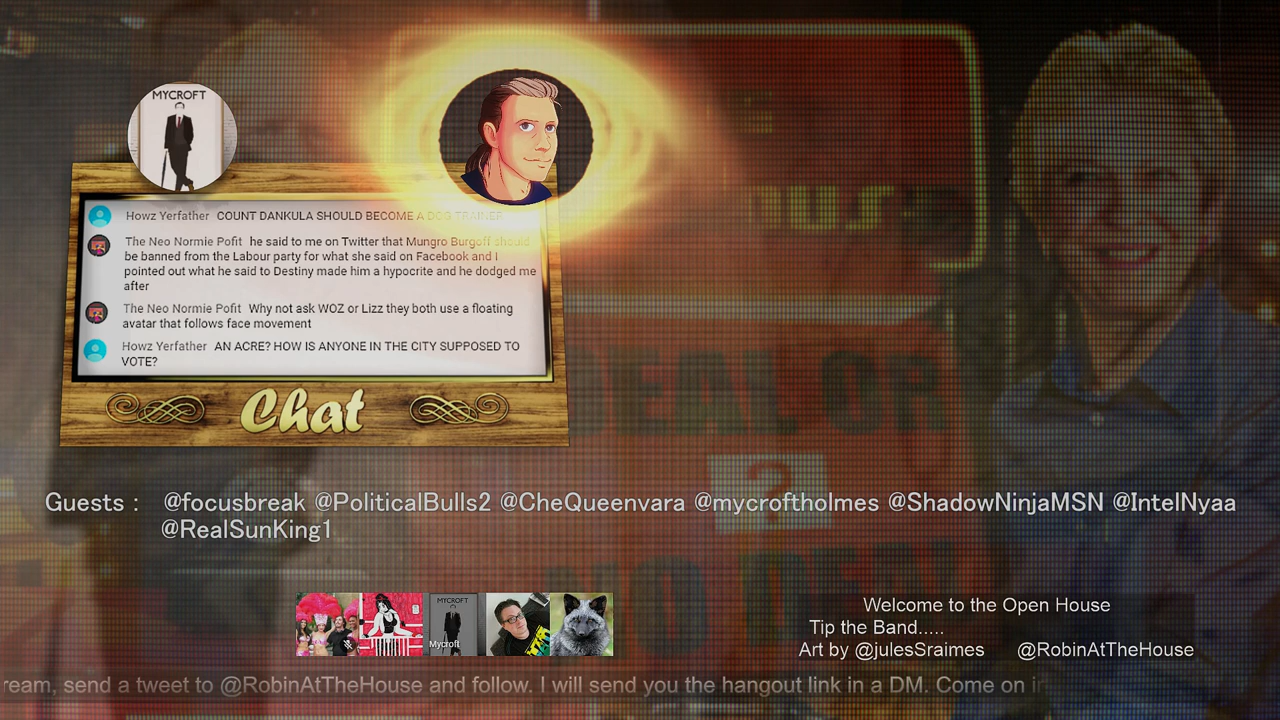 MYCROFT
Howz Yerfather COUNT DANKULA SHOULD BECOME A DOG TRAINER
The Neo Normie Pofit he said to me on Twitter that Mungro Burgoff should
be banned from the Labour party for what she said on Facebook and I
pointed out what he said to Destiny made him a hypocrite and he dodged me
after
The Neo Normie Pofit Why not ask WOZ or Lizz they both use a floating
avatar that follows face movement
Howz Yerfather AN ACRE? HOW IS ANYONE IN THE CITY SUPPOSED TO
VOTE?
Chat
DEAL OR
?
NO DEAL
Guests : @focusbreak @PoliticalBulls2 @CheQueenvara @mycroftholmes @ShadowNinjaMSN @IntelNyaa
@RealSunKing1
MYCROFT
Mycroft
Welcome to the Open House
Tip the Band.....
Art by @julesSraimes @RobinAtTheHouse
ream, send a tweet to @RobinAtTheHouse and follow. I will send you the hangout link in a DM. Come on in